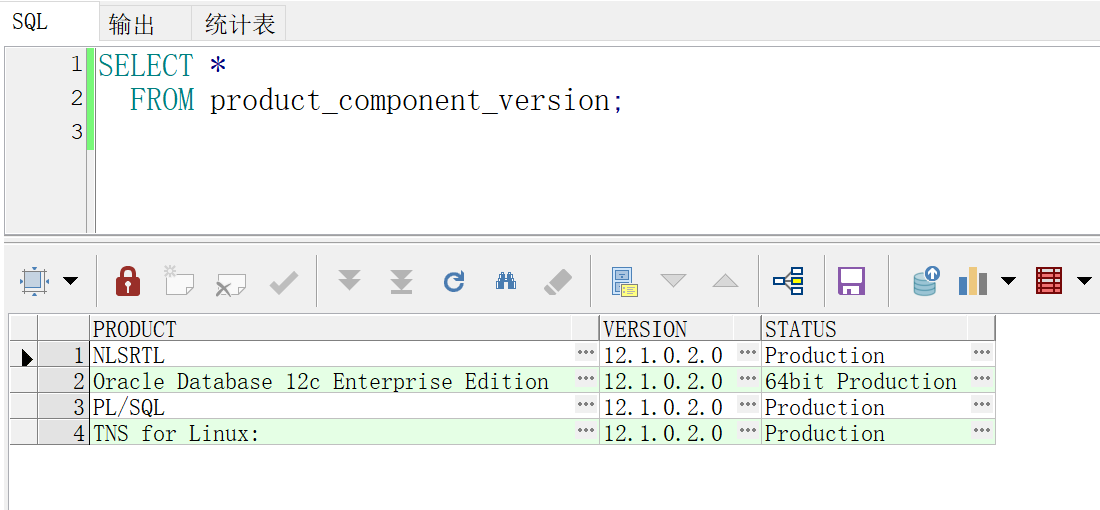 SQL 输出 统计表
1 SELECT *
2 FROM product_component_version;
3
PRODUCT VERSION STATUS
1 NLSRTL ... 12.1.0.2.0 ... Production ...
2 Oracle Database 12c Enterprise Edition ... 12.1.0.2.0 ... 64bit Production ...
3 PL/SQL ... 12.1.0.2.0 ... Production ...
4 TNS for Linux: ... 12.1.0.2.0 ... Production ...